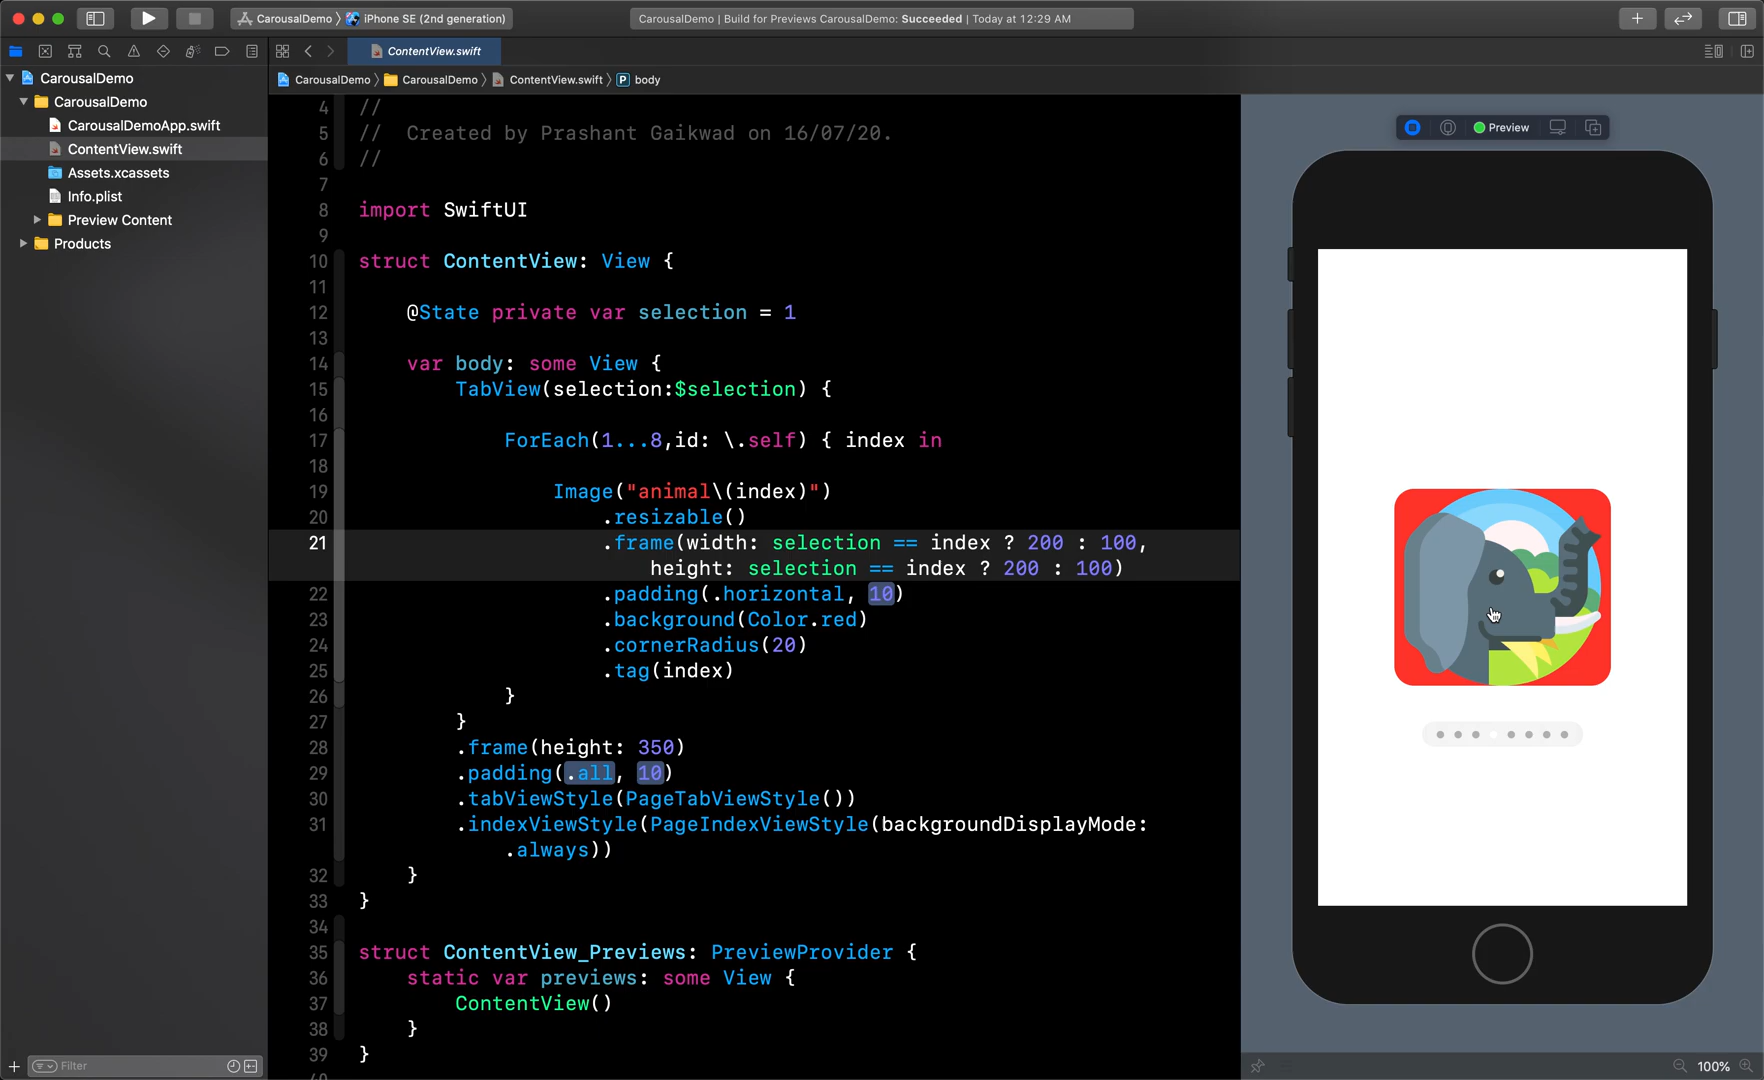 CarousalDemo 〉 iPhone SE (2nd generation)
CarousalDemo | Build for Previews CarousalDemo: Succeeded | Today at 12:29 AM
ContentView.swift
CarousalDemo 〉 CarousalDemo 〉 ContentView.swift 〉 P body
CarousalDemo
CarousalDemo
CarousalDemoApp.swift
ContentView.swift
Assets.xcassets
Info.plist
Preview Content
Products
Filter
4 //
5 //  Created by Prashant Gaikwad on 16/07/20.
6 //
7
8 import SwiftUI
9
10 struct ContentView: View {
11
12     @State private var selection = 1
13
14     var body: some View {
15         TabView(selection:$selection) {
16
17             ForEach(1...8,id: \.self) { index in
18
19                 Image("animal\(index)")
20                     .resizable()
21                     .frame(width: selection == index ? 200 : 100,
height: selection == index ? 200 : 100)
22                     .padding(.horizontal, 10)
23                     .background(Color.red)
24                     .cornerRadius(20)
25                     .tag(index)
26             }
27         }
28         .frame(height: 350)
29         .padding(.all, 10)
30         .tabViewStyle(PageTabViewStyle())
31         .indexViewStyle(PageIndexViewStyle(backgroundDisplayMode:
.always))
32     }
33 }
34
35 struct ContentView_Previews: PreviewProvider {
36     static var previews: some View {
37         ContentView()
38     }
39 }
Preview
100%